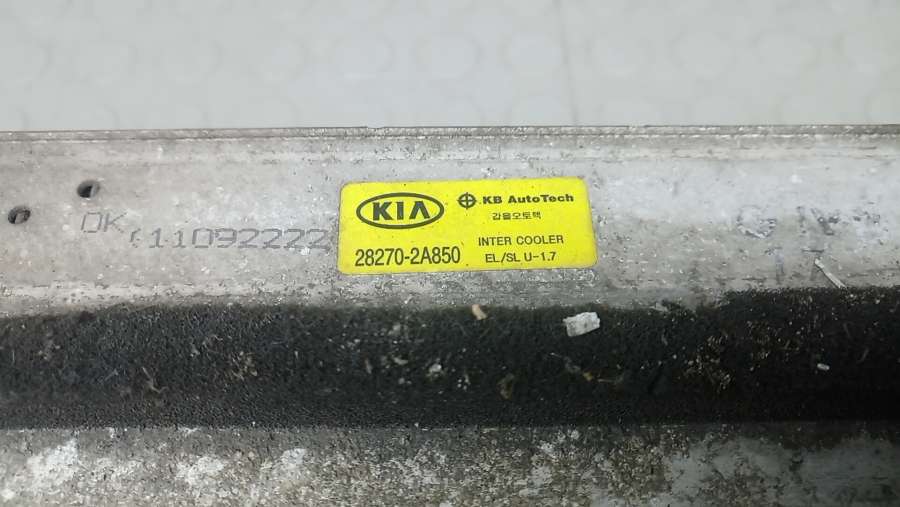 KIA
KB AutoTech
갑을오토텍
28270-2A850
INTER COOLER
EL/SL U-1.7
OK
11092222